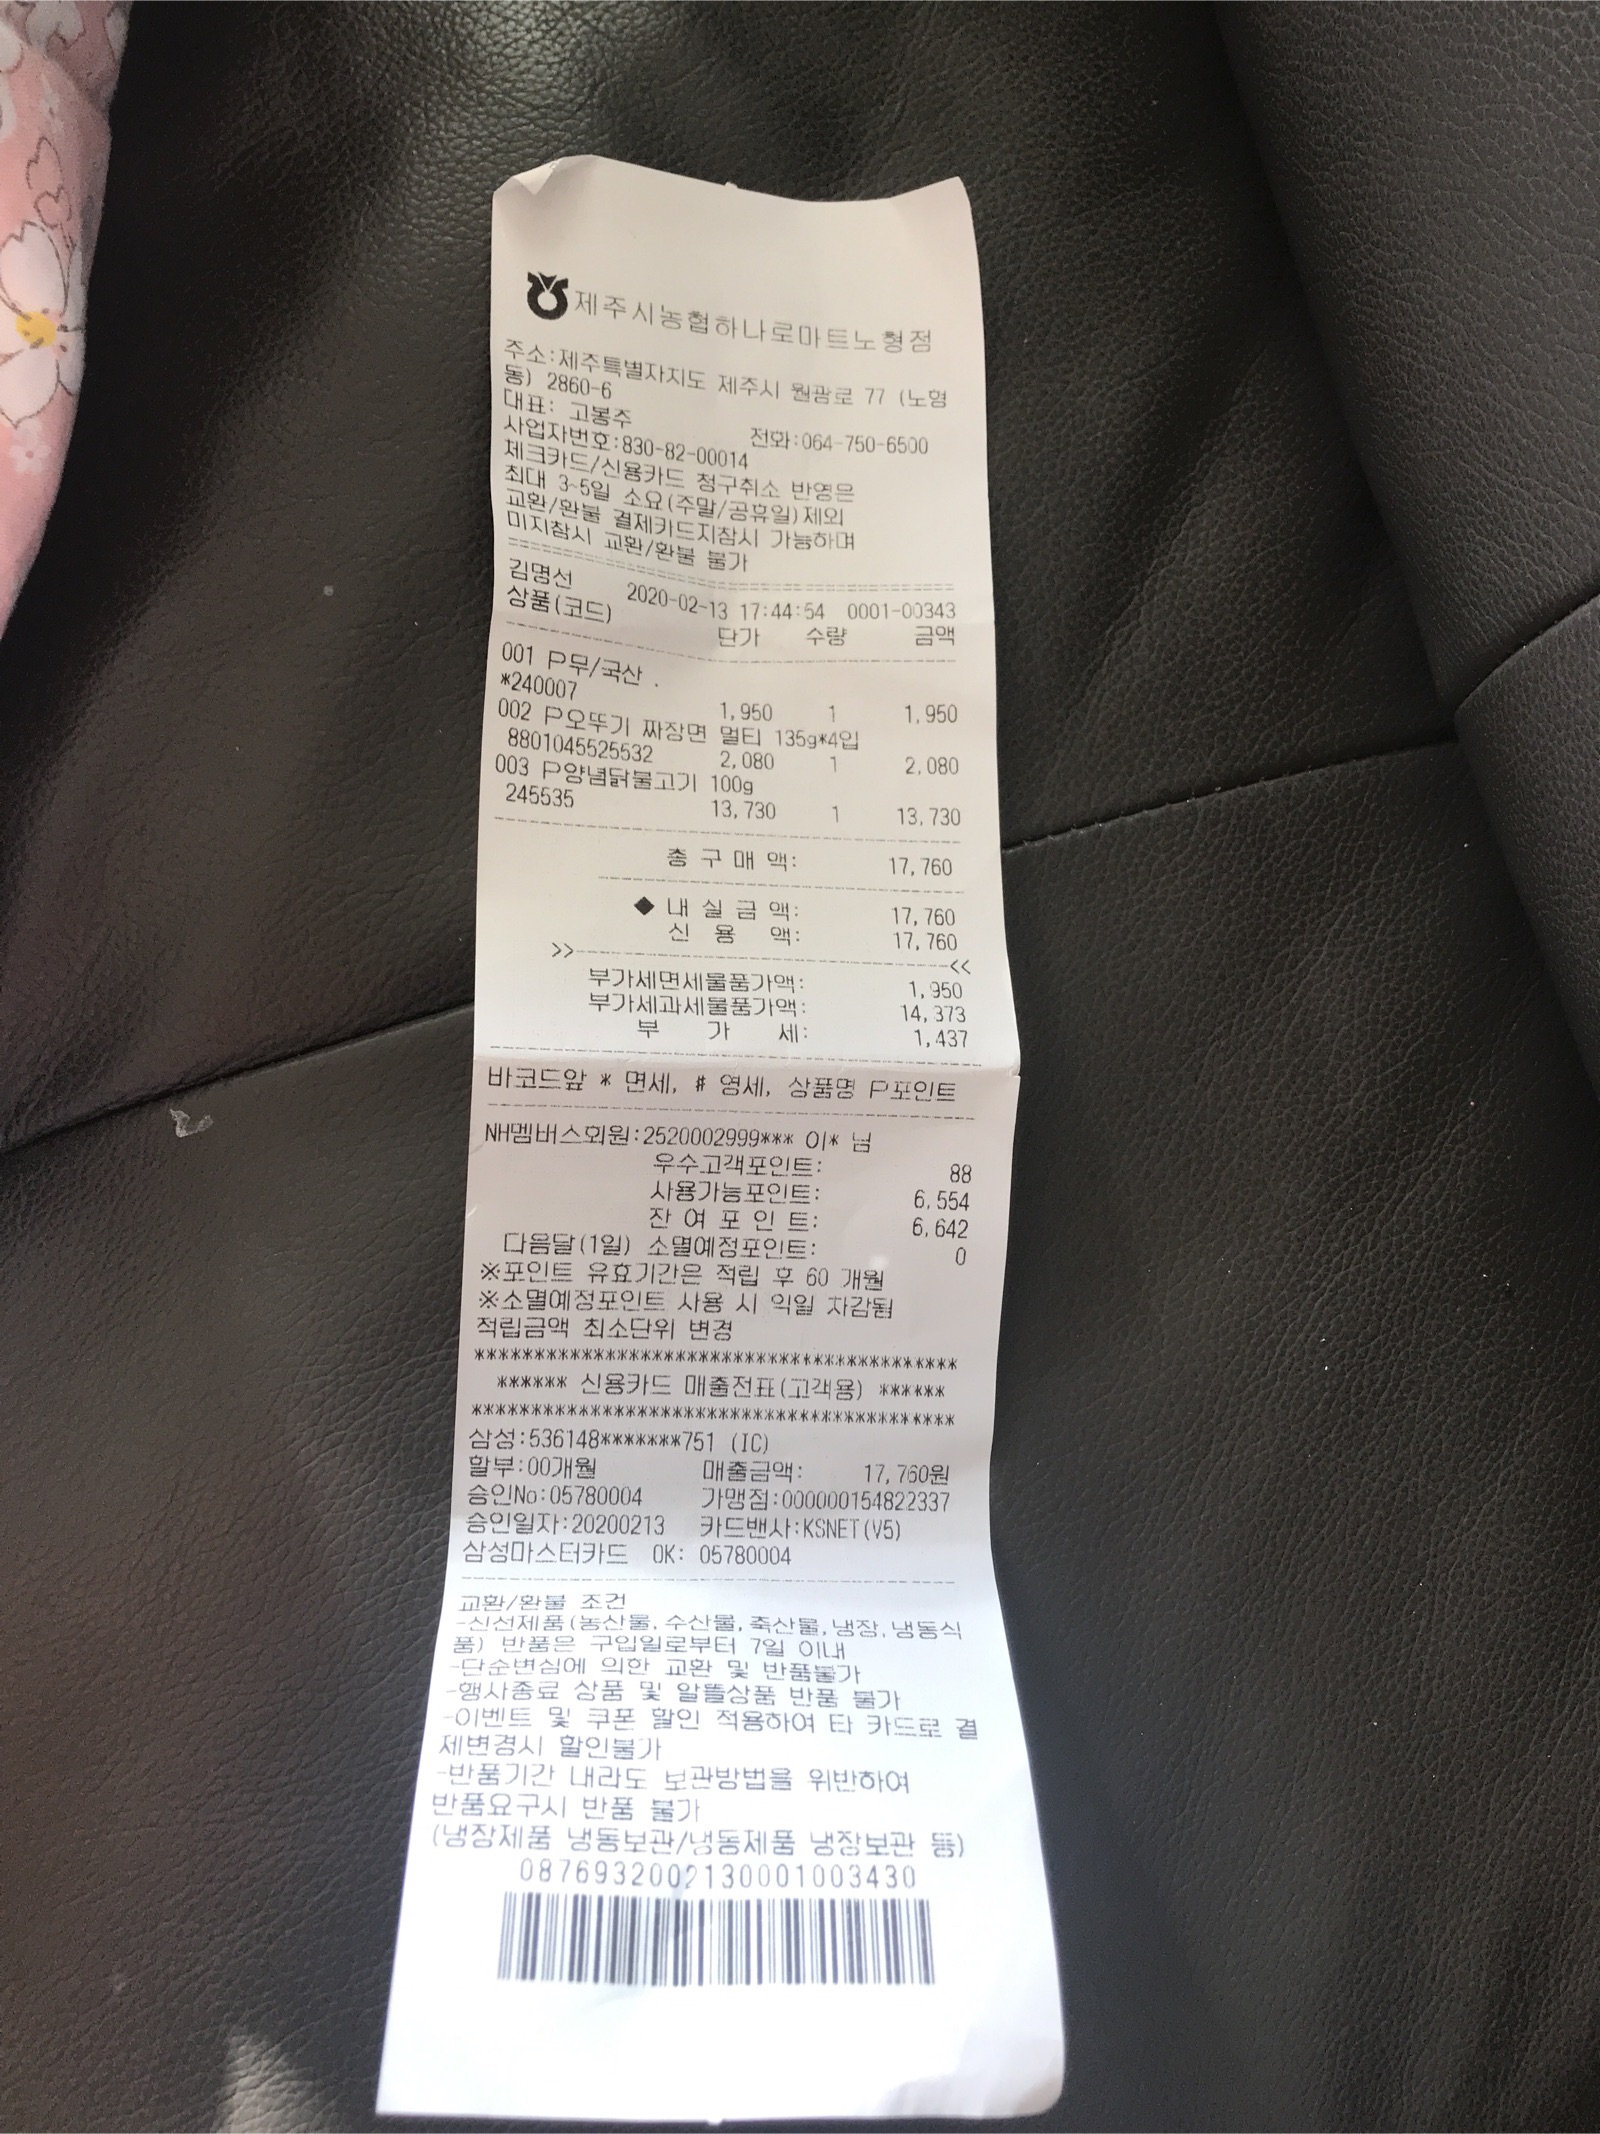 제주시농협하나로마트노형점
주소:제주특별자치도 제주시 월광로 77 (노형
동) 2860-6
대표: 고봉주 전화:064-750-6500
사업자번호:830-82-00014
체크카드/신용카드 청구취소 반영은
최대 3~5일 소요(주말/공휴일)제외
교환/환불 결제카드지참시 가능하며
미지참시 교환/환불 불가
김명선 2020-02-13 17:44:54 0001-00343
상품(코드) 단가 수량 금액
001 P무/국산 .
*240007 1,950 1 1,950
002 P오뚜기 짜장면 멀티 135g*4입
8801045525532 2,080 1 2,080
003 P양념닭불고기 100g
245535 13,730 1 13,730
총 구 매 액: 17,760
◆ 내 실 금 액: 17,760
신 용 액: 17,760
>>------------------------------<<
부가세면세물품가액: 1,950
부가세과세물품가액: 14,373
부 가 세: 1,437
바코드앞 * 면세, # 영세, 상품명 P포인트
NH멤버스회원:2520002999*** 이* 님
우수고객포인트: 88
사용가능포인트: 6,554
잔 여 포 인 트: 6,642
다음달(1일) 소멸예정포인트: 0
※포인트 유효기간은 적립 후 60 개월
※소멸예정포인트 사용 시 익일 차감됨
적립금액 최소단위 변경
****************************************
****** 신용카드 매출전표(고객용) ******
****************************************
삼성:536148*******751 (IC)
할부:00개월 매출금액: 17,760원
승인No:05780004 가맹점:000000154822337
승인일자:20200213 카드밴사:KSNET(V5)
삼성마스터카드 OK: 05780004
교환/환불 조건
-신선제품(농산물,수산물,축산물,냉장,냉동식
품) 반품은 구입일로부터 7일 이내
-단순변심에 의한 교환 및 반품불가
-행사종료 상품 및 알뜰상품 반품 불가
-이벤트 및 쿠폰 할인 적용하여 타 카드로 결
제변경시 할인불가
-반품기간 내라도 보관방법을 위반하여
반품요구시 반품 불가
(냉장제품 냉동보관/냉동제품 냉장보관 등)
0876932002130001003430